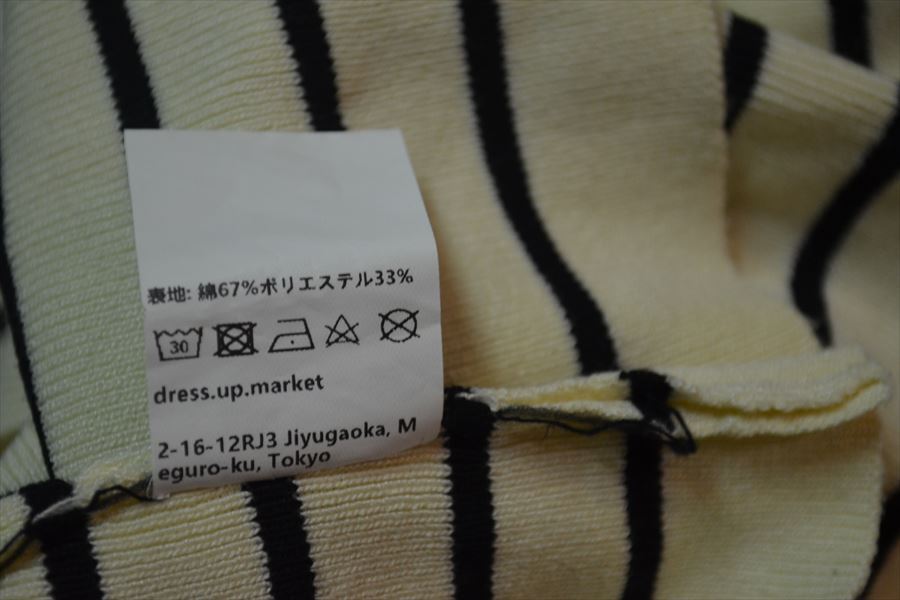 表地: 綿67%ポリエステル33%
30
dress.up.market
2-16-12RJ3 Jiyugaoka, M
eguro-ku, Tokyo